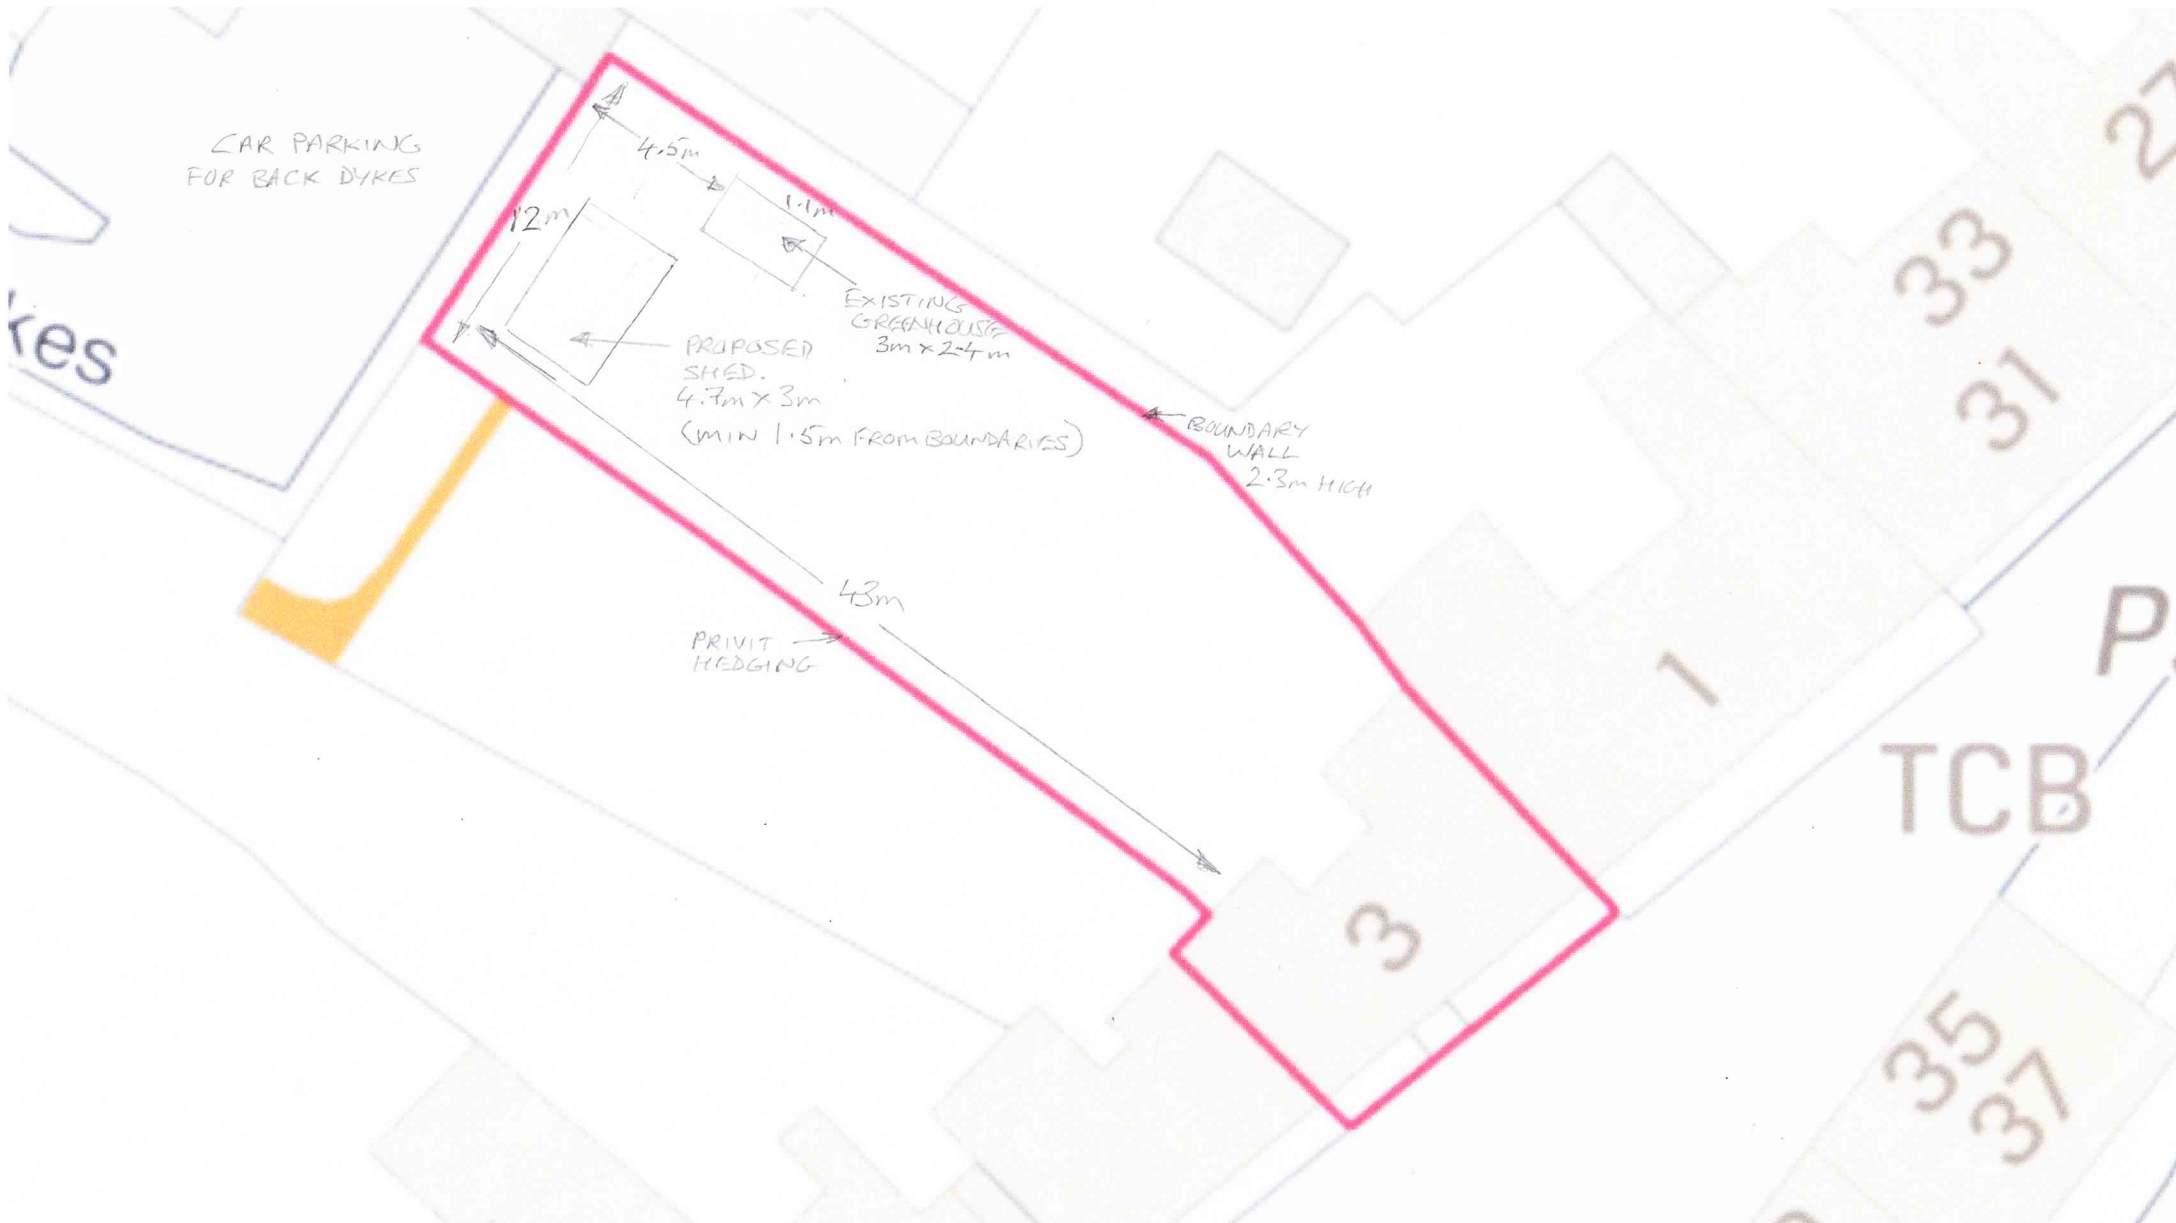 CAR PARKING
FOR BACK DYKES
4.5m
1.1m
12m
kes
EXISTING
GREENHOUSE
3m x 2.4m
PROPOSED
SHED.
4.7m x 3m
(MIN 1.5m FROM BOUNDARIES)
BOUNDARY
WALL
2.3m HIGH
43m
PRIVIT
HEDGING
27
33
31
1
P
TCB
3
35
37